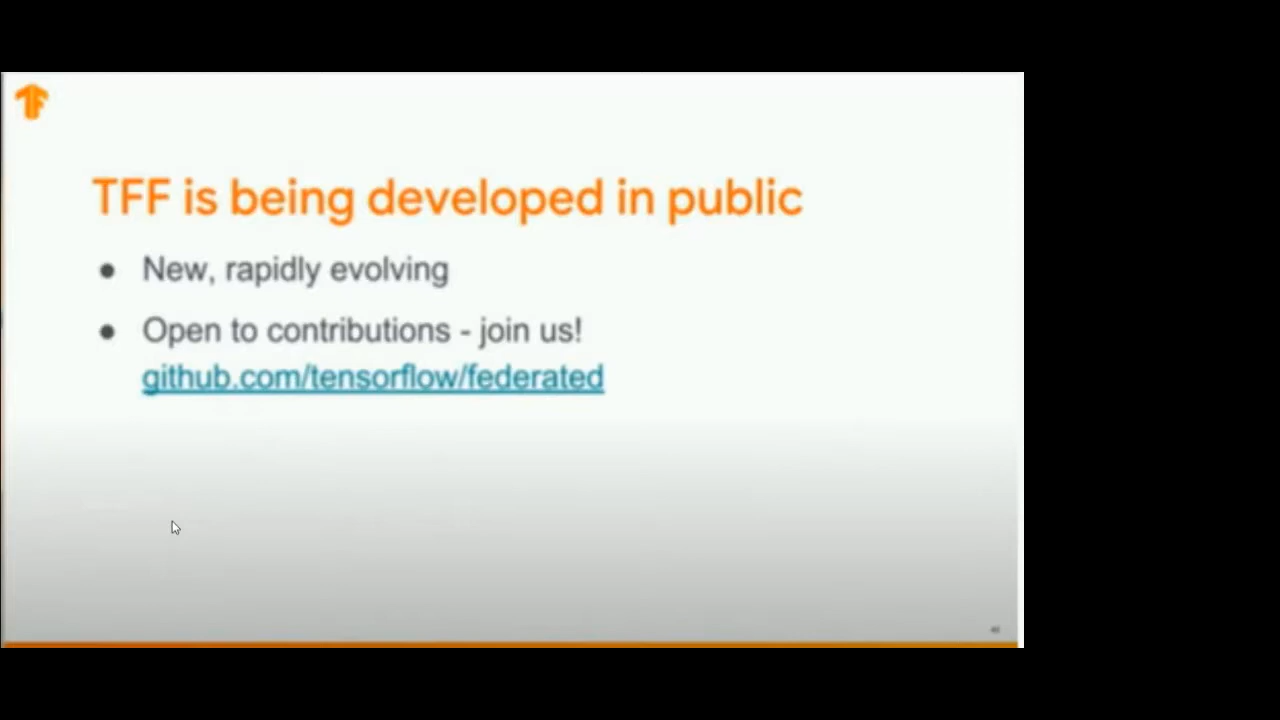 TFF is being developed in public
● New, rapidly evolving
● Open to contributions - join us!
github.com/tensorflow/federated